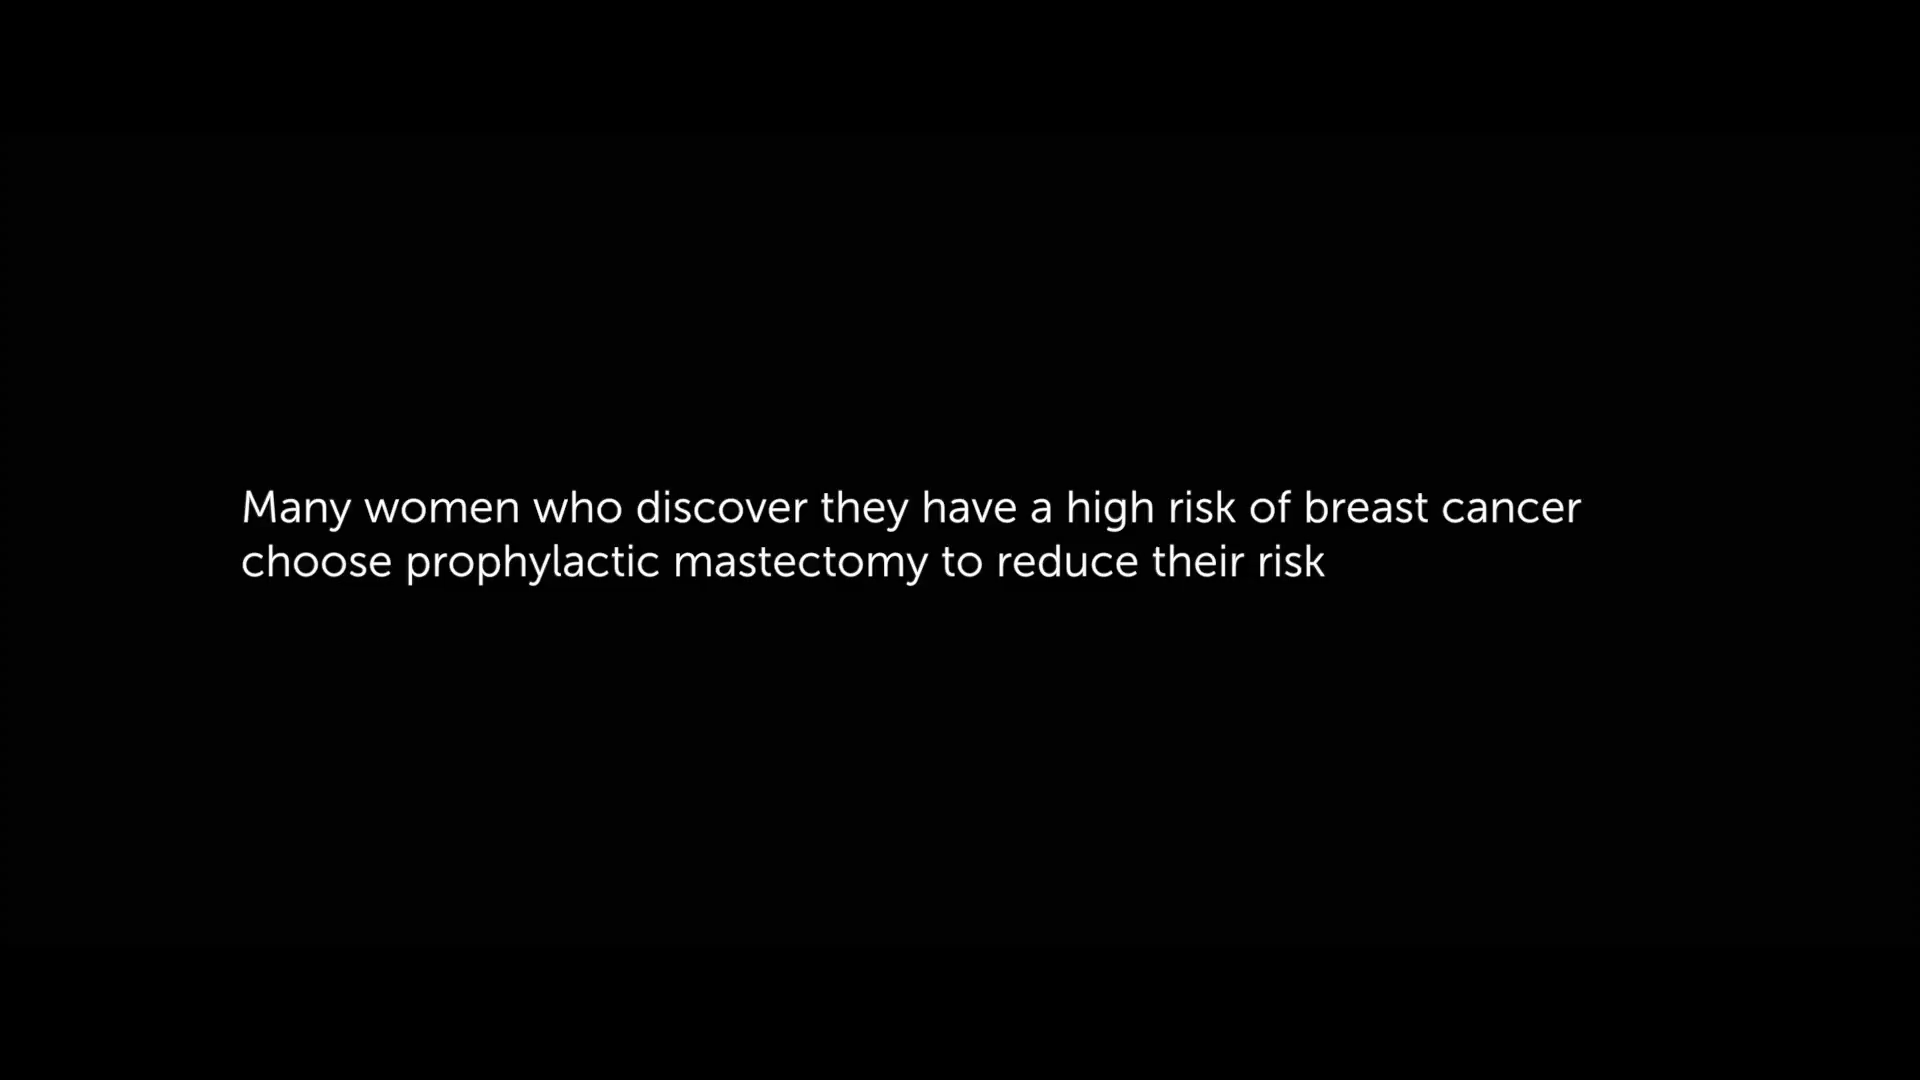 Many women who discover they have a high risk of breast cancer
choose prophylactic mastectomy to reduce their risk